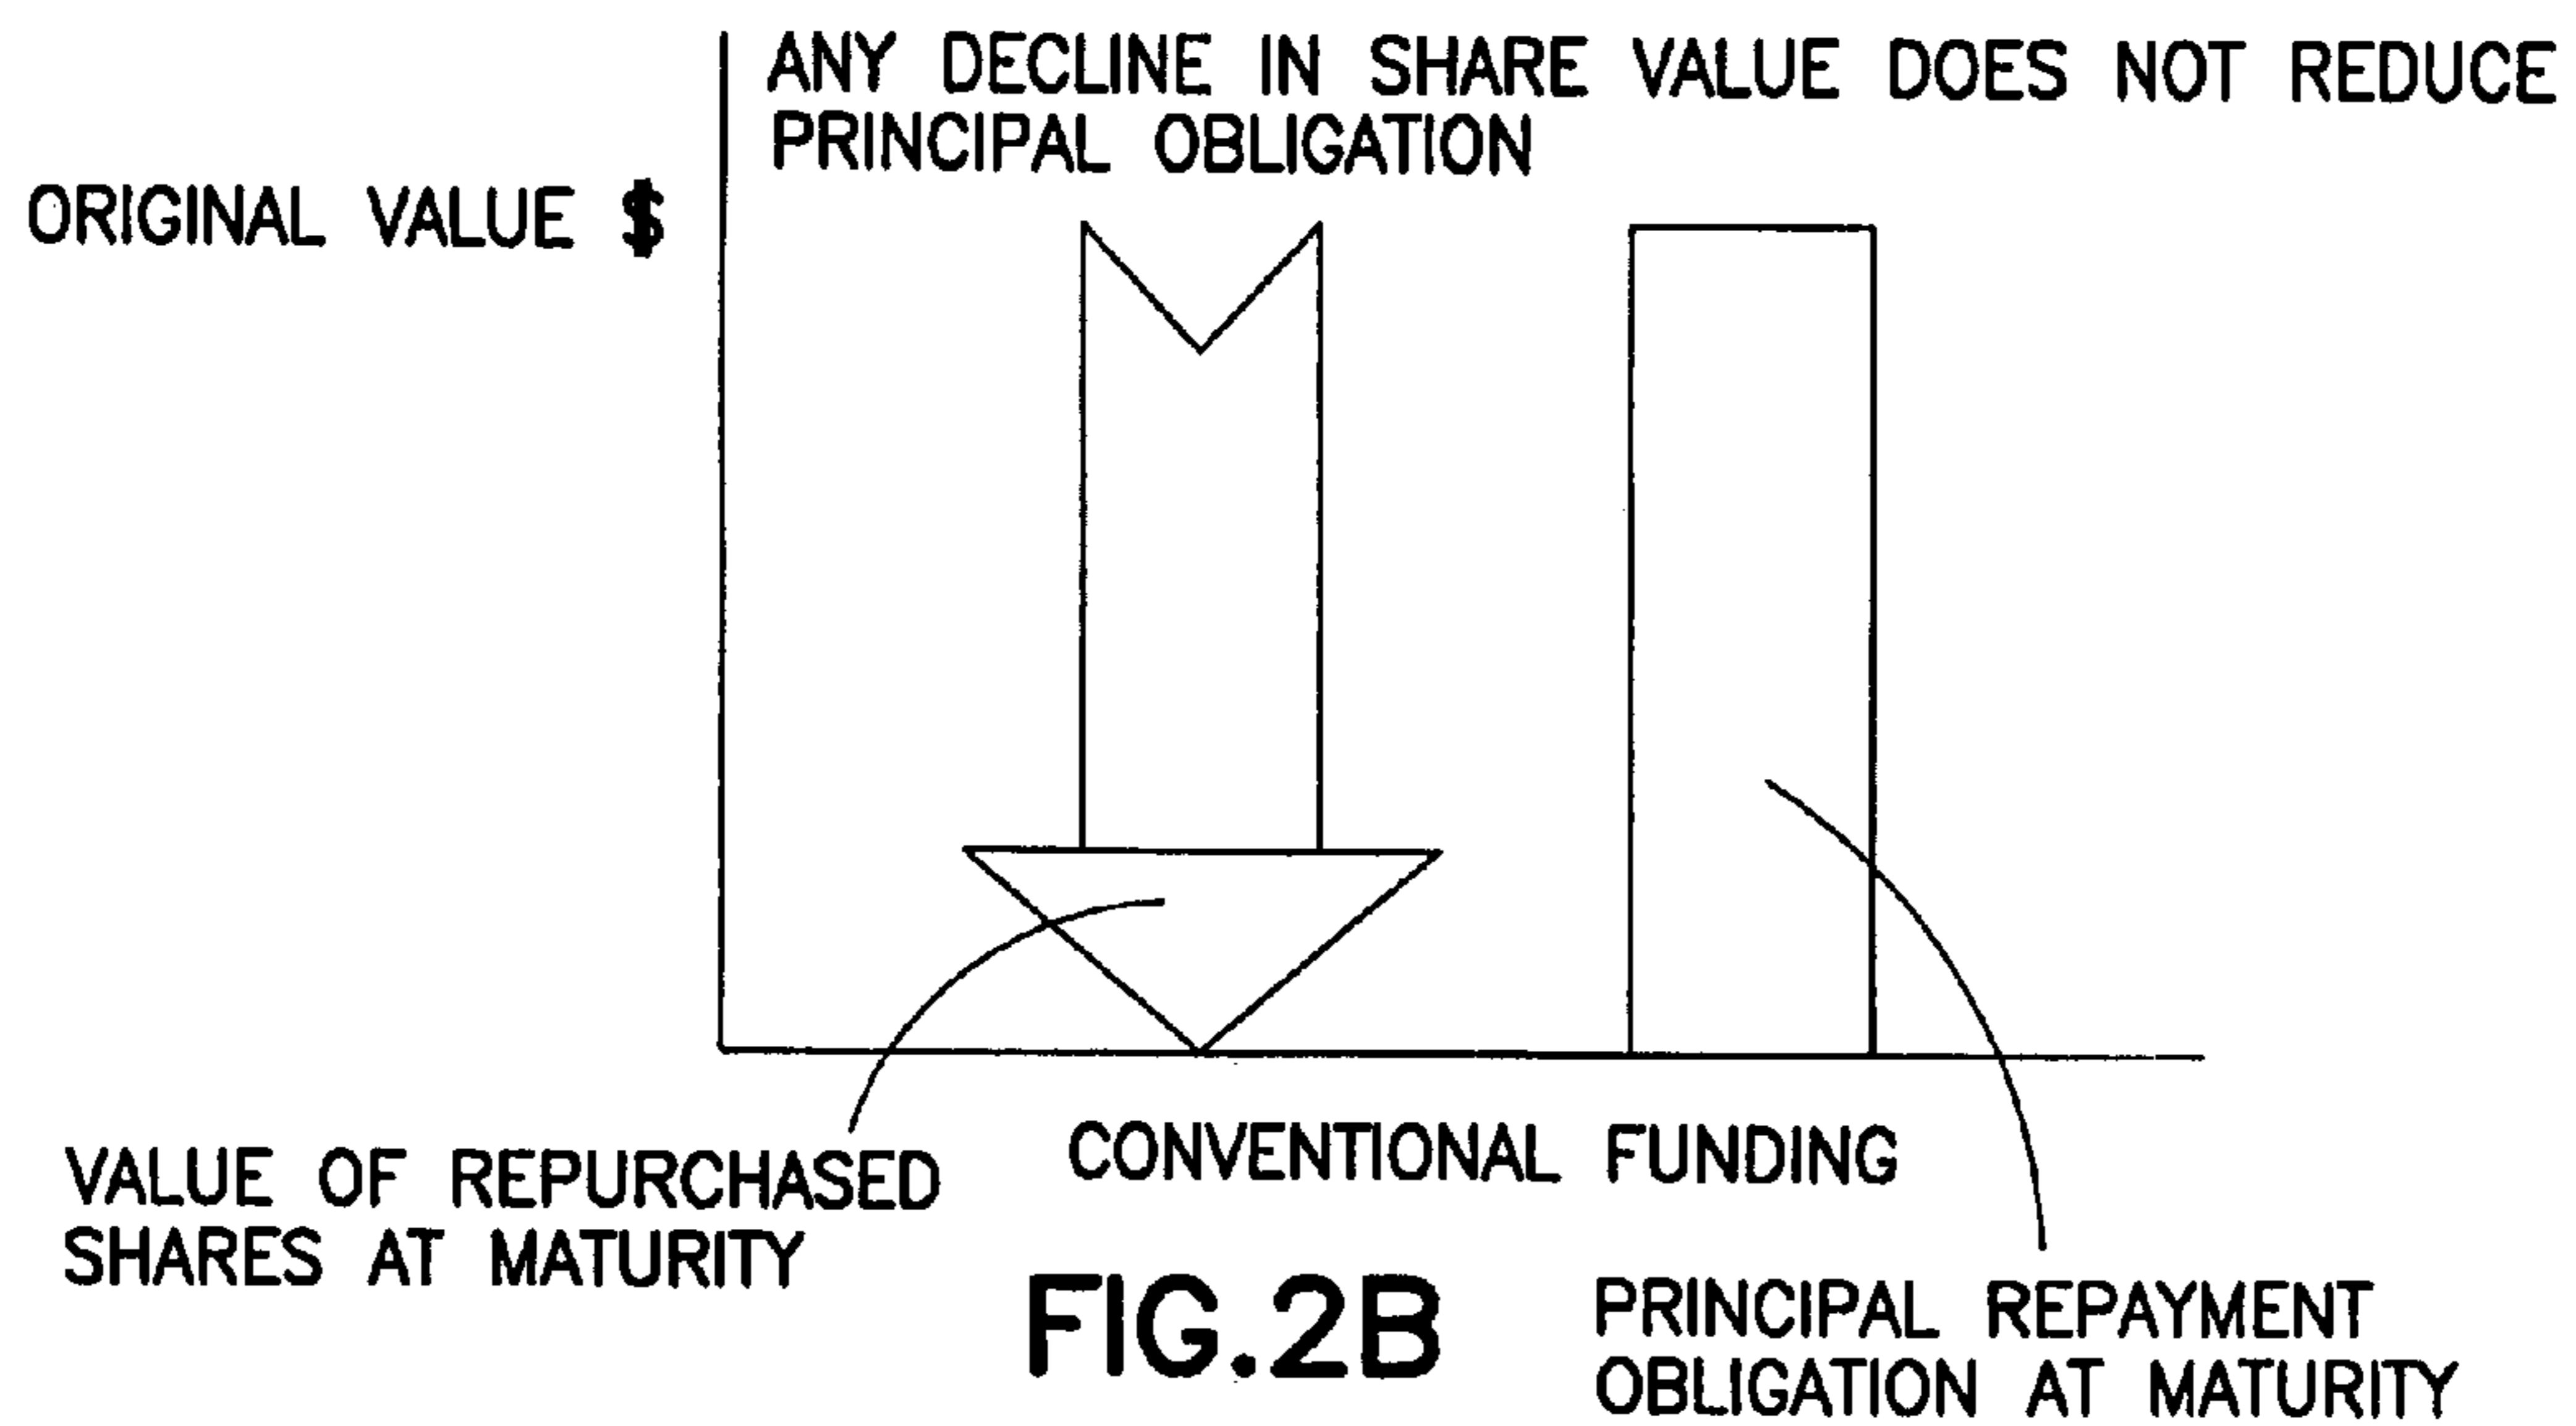 ANY DECLINE IN SHARE VALUE DOES NOT REDUCE
PRINCIPAL OBLIGATION
ORIGINAL VALUE $
VALUE OF REPURCHASED
SHARES AT MATURITY
CONVENTIONAL FUNDING
FIG.2B
PRINCIPAL REPAYMENT
OBLIGATION AT MATURITY